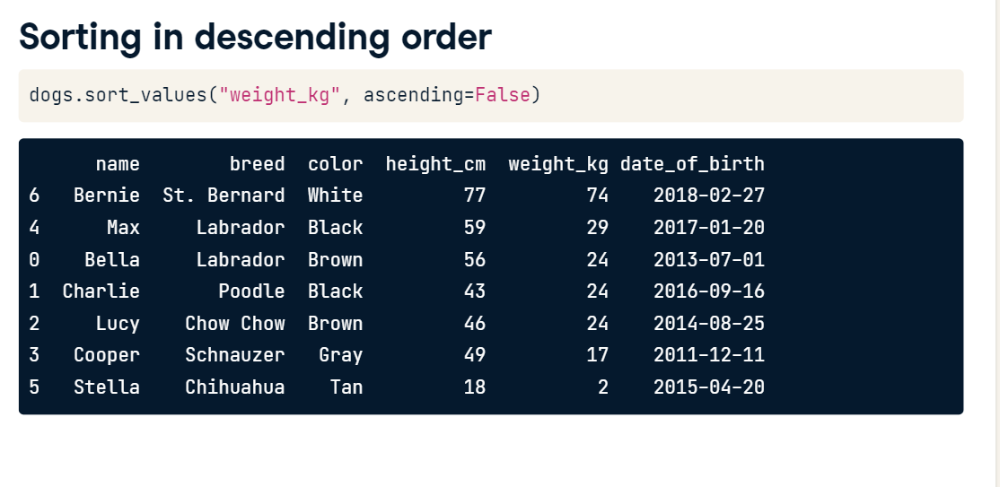 Sorting in descending order
dogs.sort_values("weight_kg", ascending=False)
name breed color height_cm weight_kg date_of_birth
6 Bernie St. Bernard White 77 74 2018-02-27
4 Max Labrador Black 59 29 2017-01-20
0 Bella Labrador Brown 56 24 2013-07-01
1 Charlie Poodle Black 43 24 2016-09-16
2 Lucy Chow Chow Brown 46 24 2014-08-25
3 Cooper Schnauzer Gray 49 17 2011-12-11
5 Stella Chihuahua Tan 18 2 2015-04-20